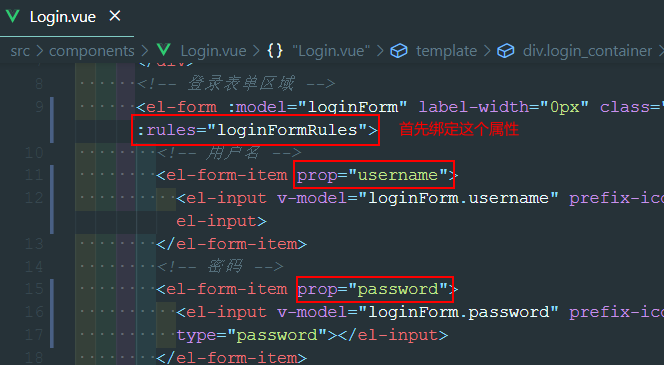 Login.vue ×
src > components > Login.vue > {} "Login.vue" > template > div.login_container >
8 </div>
<!-- 登录表单区域 -->
9 <el-form :model="loginForm" label-width="0px" class="
:rules="loginFormRules"> 首先绑定这个属性
10 <!-- 用户名 -->
11 <el-form-item prop="username">
12 <el-input v-model="loginForm.username" prefix-ico
el-input>
13 </el-form-item>
14 <!-- 密码 -->
15 <el-form-item prop="password">
16 <el-input v-model="loginForm.password" prefix-ico
17 type="password"></el-input>
18 </el-form-item>